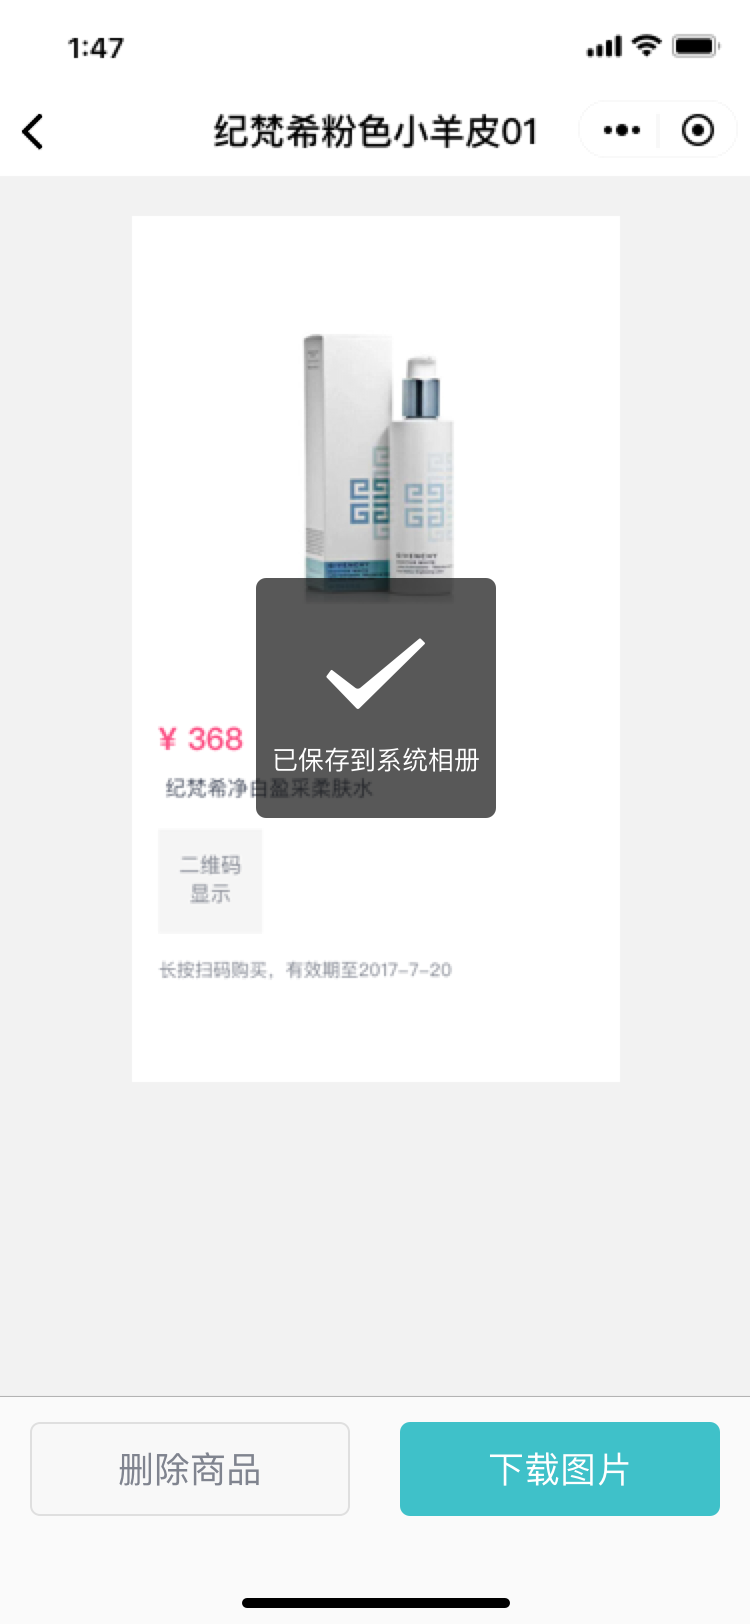 1:47
纪梵希粉色小羊皮01
GIVENCHY
GIVENCHY
¥ 368
已保存到系统相册
纪梵希净白盈采柔肤水
二维码
显示
长按扫码购买，有效期至2017-7-20
删除商品
下载图片